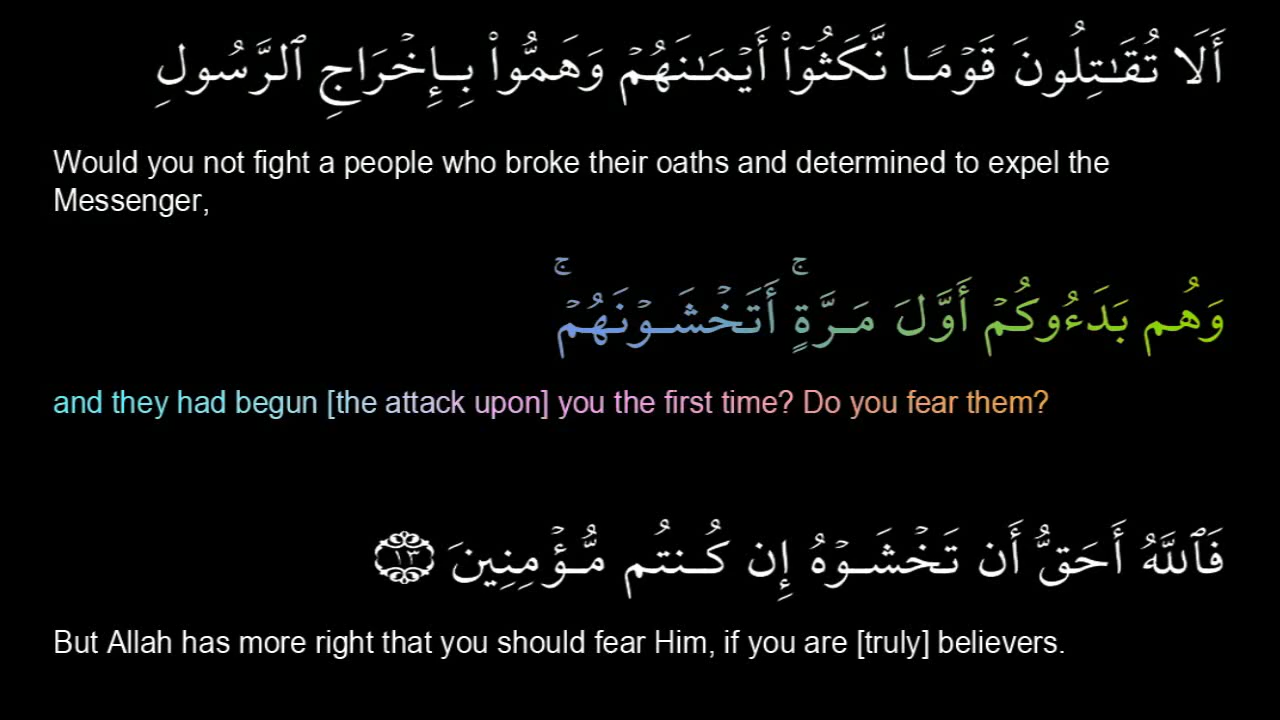 أَلَا تُقَـٰتِلُونَ قَوْمًا نَّكَثُوٓا۟ أَيْمَـٰنَهُمْ وَهَمُّوا۟ بِإِخْرَاجِ ٱلرَّسُولِ
Would you not fight a people who broke their oaths and determined to expel the
Messenger,
وَهُم بَدَءُوكُمْ أَوَّلَ مَرَّةٍ ۚ أَتَخْشَوْنَهُمْ ۚ
and they had begun [the attack upon] you the first time? Do you fear them?
فَٱللَّهُ أَحَقُّ أَن تَخْشَوْهُ إِن كُنتُم مُّؤْمِنِينَ ١٣
But Allah has more right that you should fear Him, if you are [truly] believers.